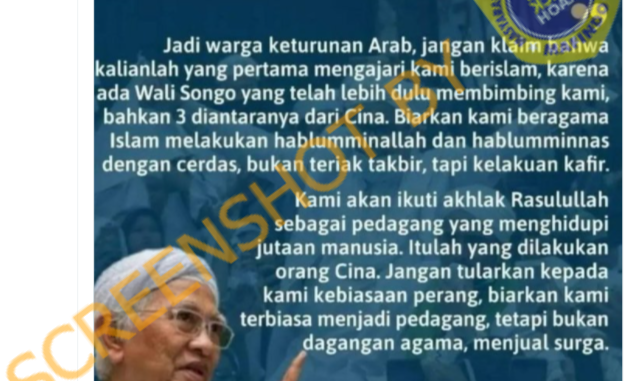 HOAX
Jadi warga keturunan Arab, jangan klaim bahwa
kalianlah yang pertama mengajari kami berislam, karena
ada Wali Songo yang telah lebih dulu membimbing kami,
bahkan 3 diantaranya dari Cina. Biarkan kami beragama
Islam melakukan hablumminallah dan hablumminnas
dengan cerdas, bukan teriak takbir, tapi kelakuan kafir.
Kami akan ikuti akhlak Rasulullah
sebagai pedagang yang menghidupi
jutaan manusia. Itulah yang dilakukan
orang Cina. Jangan tularkan kepada
kami kebiasaan perang, biarkan kami
terbiasa menjadi pedagang, tetapi bukan
dagangan agama, menjual surga.
SCREENSHOT BY